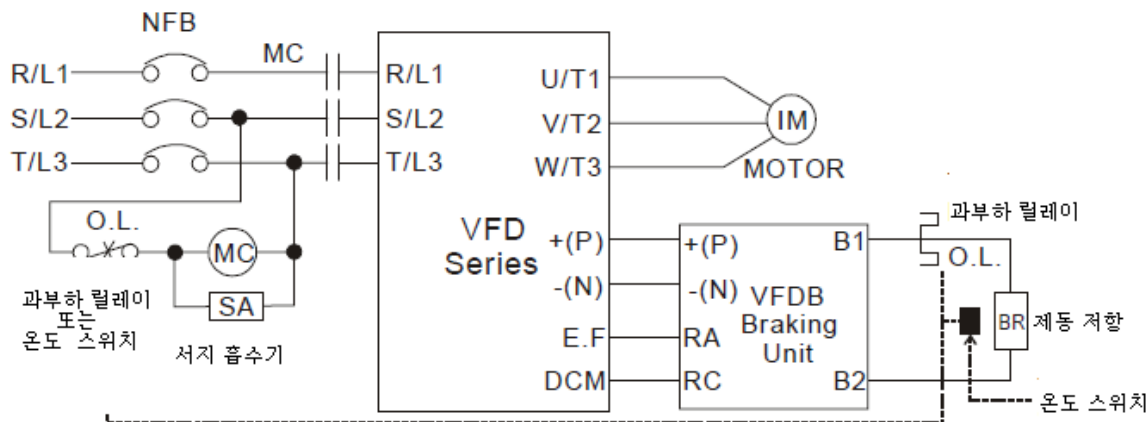 NFB
MC
R/L1
R/L1
U/T1
S/L2
S/L2
V/T2
IM
T/L3
T/L3
W/T3
MOTOR
O.L.
MC
SA
과부하 릴레이
또는
온도 스위치
서지 흡수기
VFD
Series
+(P)
-(N)
E.F
DCM
+(P)
-(N)
RA
RC
VFDB
Braking
Unit
B1
B2
과부하 릴레이
O.L.
BR
제동 저항
온도 스위치